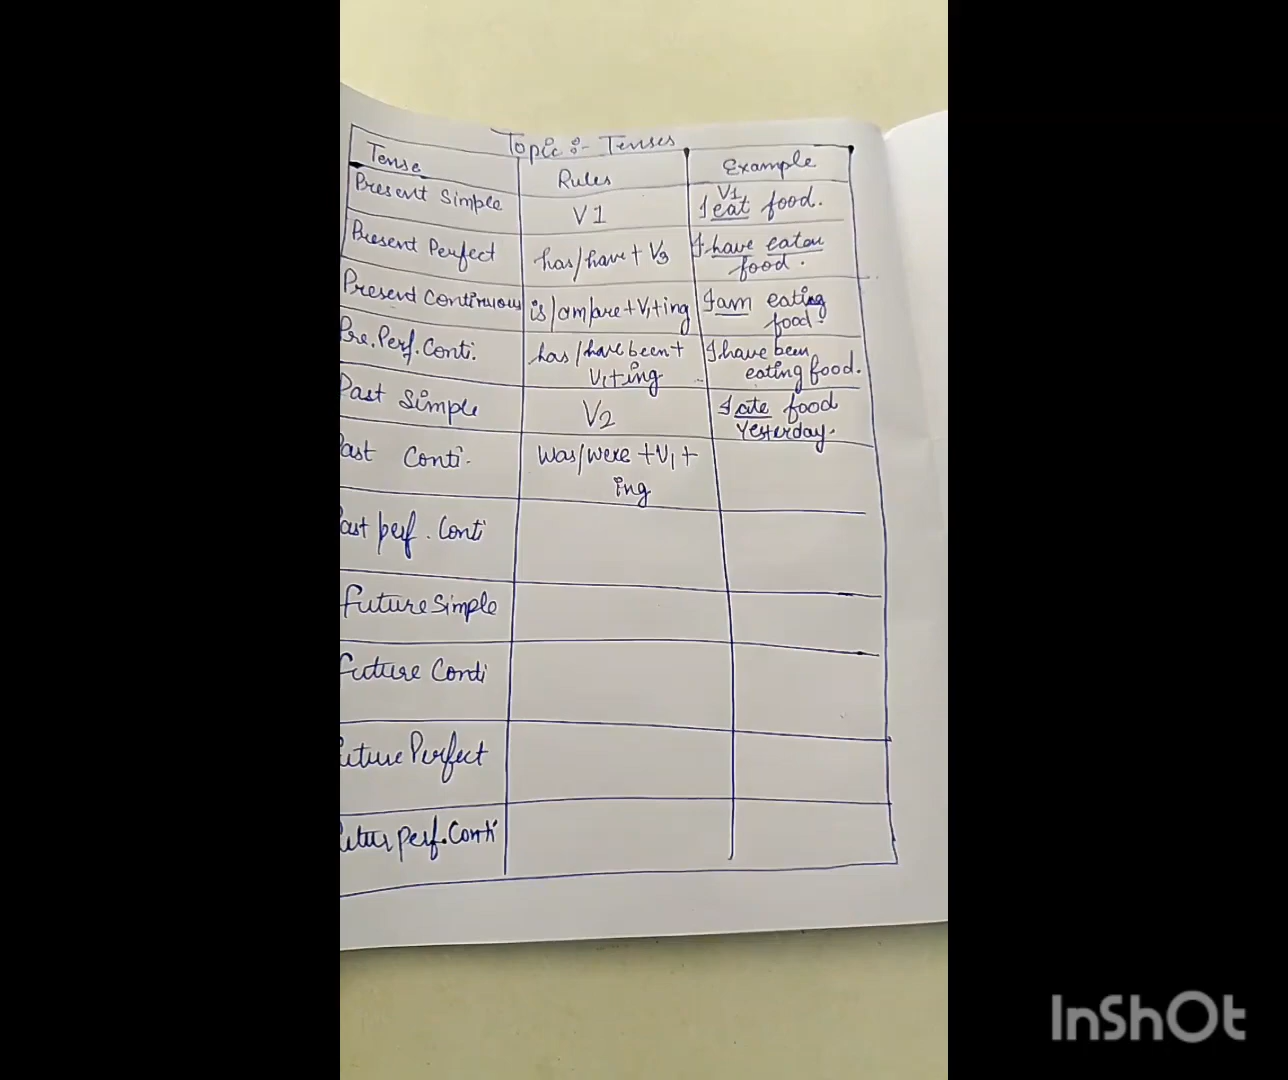 Topic :- Tenses
Tense
Rules
Example
Present Simple
V1
V1
I eat food.
Present Perfect
has/have + V3
I have eaten
food.
Present Continuous
is/am/are + V1 + ing
I am eating
food.
Pre. Perf. Conti.
has/have been +
V1 + ing
I have been
eating food.
Past Simple
V2
I ate food
Yesterday.
ast Conti.
was/were + V1 +
ing
ast perf. Conti
Future Simple
Future Conti
uture Perfect
utur perf. Conti
InShOt